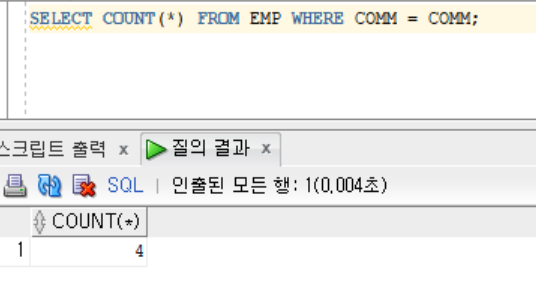 SELECT COUNT(*) FROM EMP WHERE COMM = COMM;
스크립트 출력 x 질의 결과 x
SQL | 인출된 모든 행: 1(0,004초)
COUNT(*)
1 4